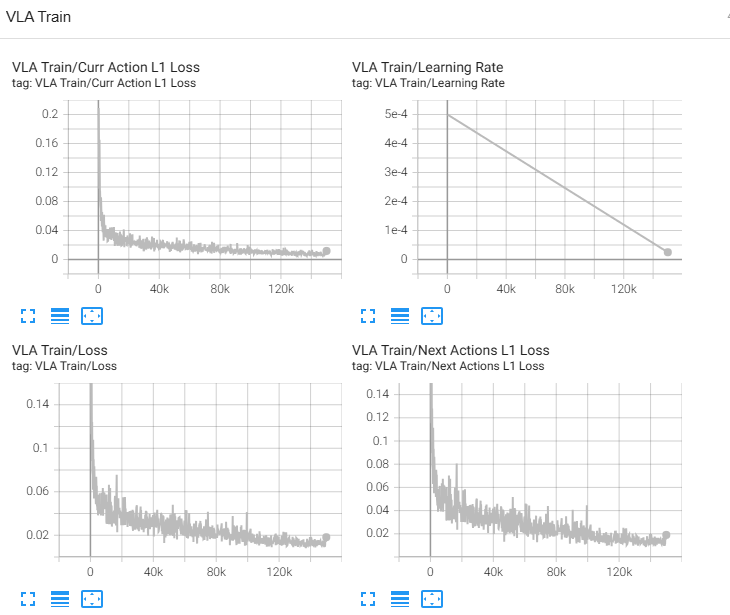 VLA Train
VLA Train/Curr Action L1 Loss
tag: VLA Train/Curr Action L1 Loss
0.2
0.16
0.12
0.08
0.04
0
0 40k 80k 120k
VLA Train/Learning Rate
tag: VLA Train/Learning Rate
5e-4
4e-4
3e-4
2e-4
1e-4
0
0 40k 80k 120k
VLA Train/Loss
tag: VLA Train/Loss
0.14
0.1
0.06
0.02
0 40k 80k 120k
VLA Train/Next Actions L1 Loss
tag: VLA Train/Next Actions L1 Loss
0.14
0.12
0.1
0.08
0.06
0.04
0.02
0 40k 80k 120k